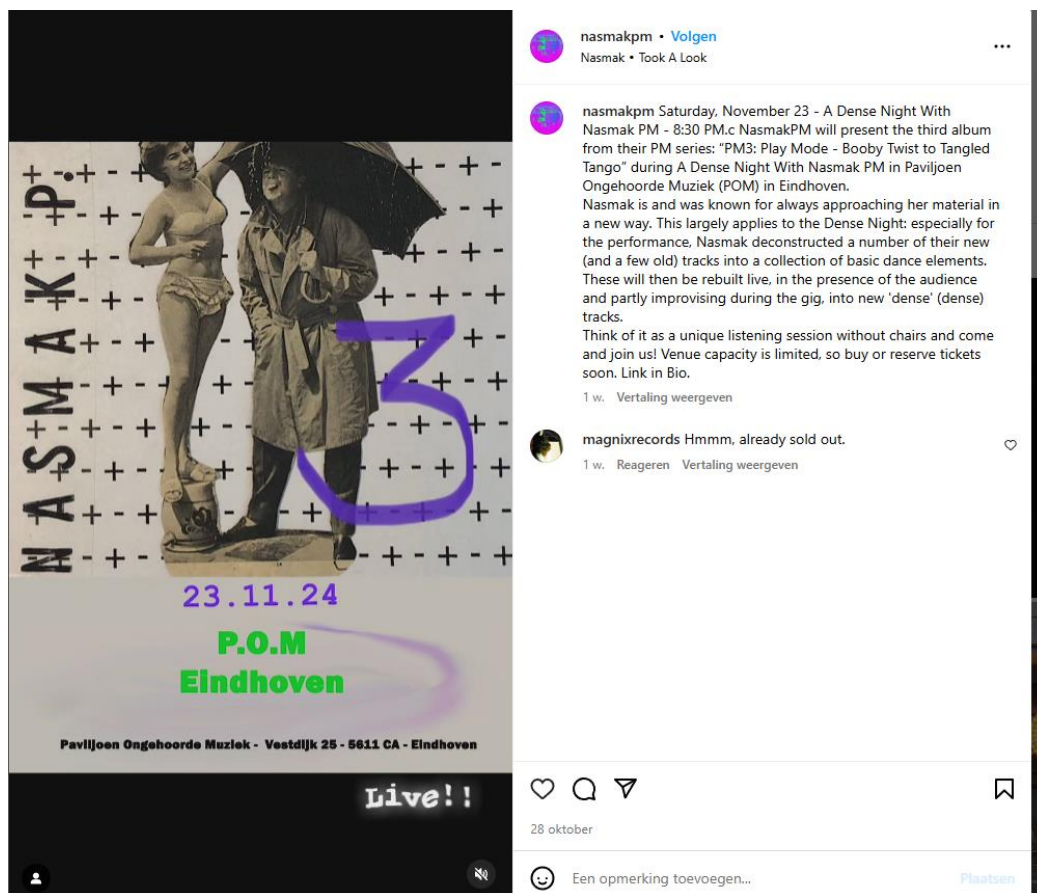 NASMAK P.
3
23.11.24
P.O.M
Eindhoven
Paviljoen Ongehoorde Muziek - Vestdijk 25 - 5611 CA - Eindhoven
Live!!
nasmakpm • Volgen
Nasmak • Took A Look
nasmakpm Saturday, November 23 - A Dense Night With
Nasmak PM - 8:30 PM.c NasmakPM will present the third album
from their PM series: “PM3: Play Mode - Booby Twist to Tangled
Tango” during A Dense Night With Nasmak PM in Paviljoen
Ongehoorde Muziek (POM) in Eindhoven.
Nasmak is and was known for always approaching her material in
a new way. This largely applies to the Dense Night: especially for
the performance, Nasmak deconstructed a number of their new
(and a few old) tracks into a collection of basic dance elements.
These will then be rebuilt live, in the presence of the audience
and partly improvising during the gig, into new 'dense' (dense)
tracks.
Think of it as a unique listening session without chairs and come
and join us! Venue capacity is limited, so buy or reserve tickets
soon. Link in Bio.
1 w. Vertaling weergeven
magnixrecords Hmmm, already sold out.
1 w. Reageren Vertaling weergeven
28 oktober
Een opmerking toevoegen...
Plaatsen